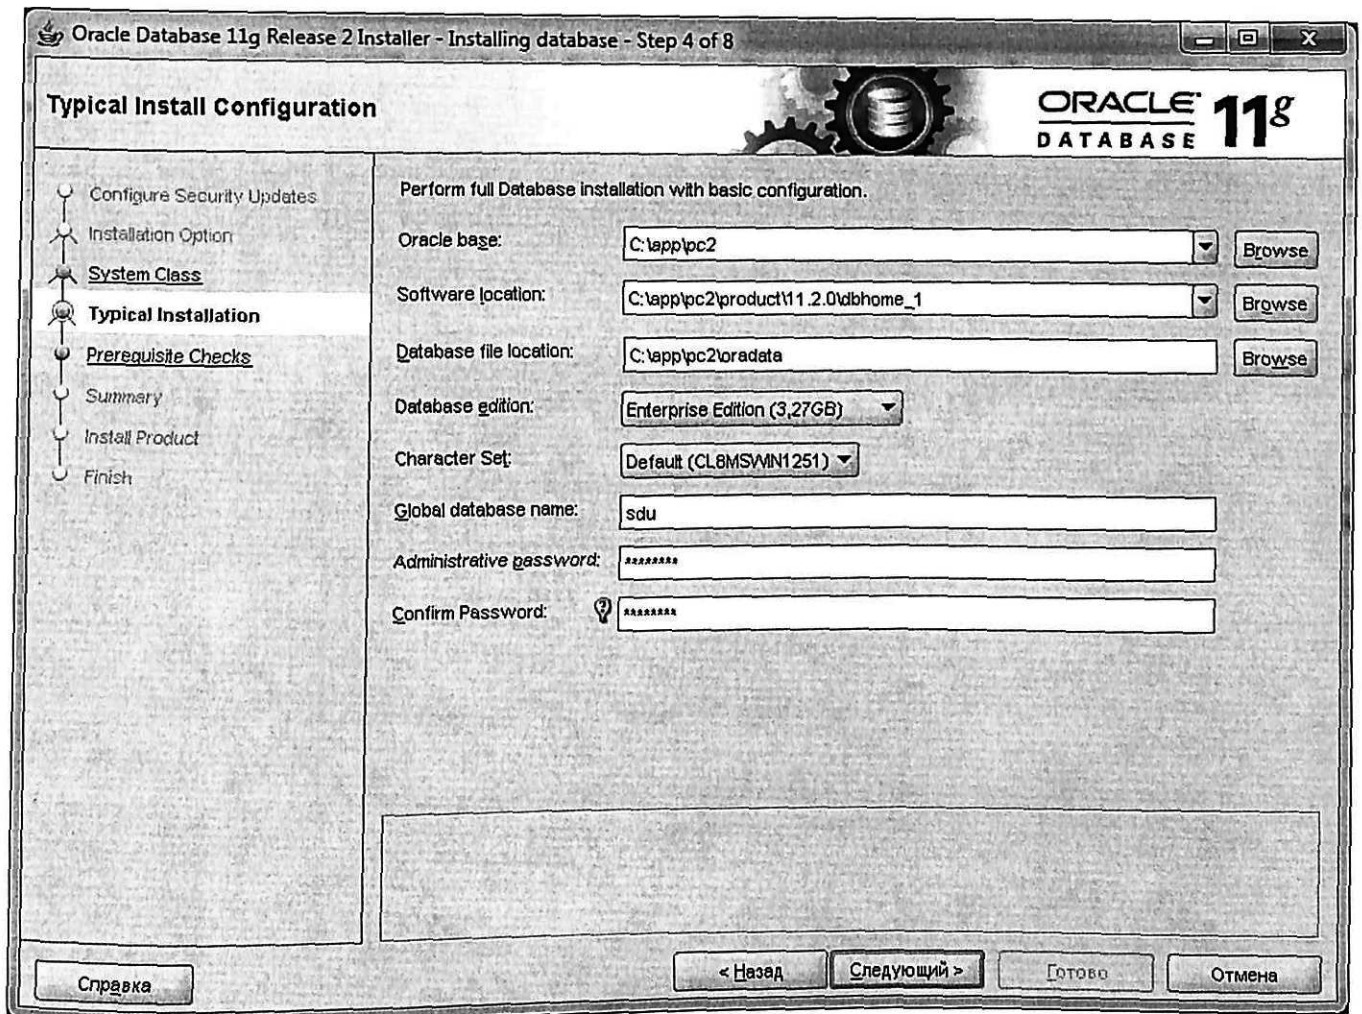 Oracle Database 11g Release 2 Installer - Installing database - Step 4 of 8
Typical Install Configuration
ORACLE 11g
DATABASE
Configure Security Updates
Installation Option
System Class
Typical Installation
Prerequisite Checks
Summary
Install Product
Finish
Perform full Database installation with basic configuration.
Oracle base: C:\app\pc2 Browse
Software location: C:\app\pc2\product\11.2.0\dbhome_1 Browse
Database file location: C:\app\pc2\oradata Browse
Database edition: Enterprise Edition (3,27GB)
Character Set: Default (CL8MSWIN1251)
Global database name: sdu
Administrative password: ********
Confirm Password: ********
Справка < Назад Следующий > Готово Отмена